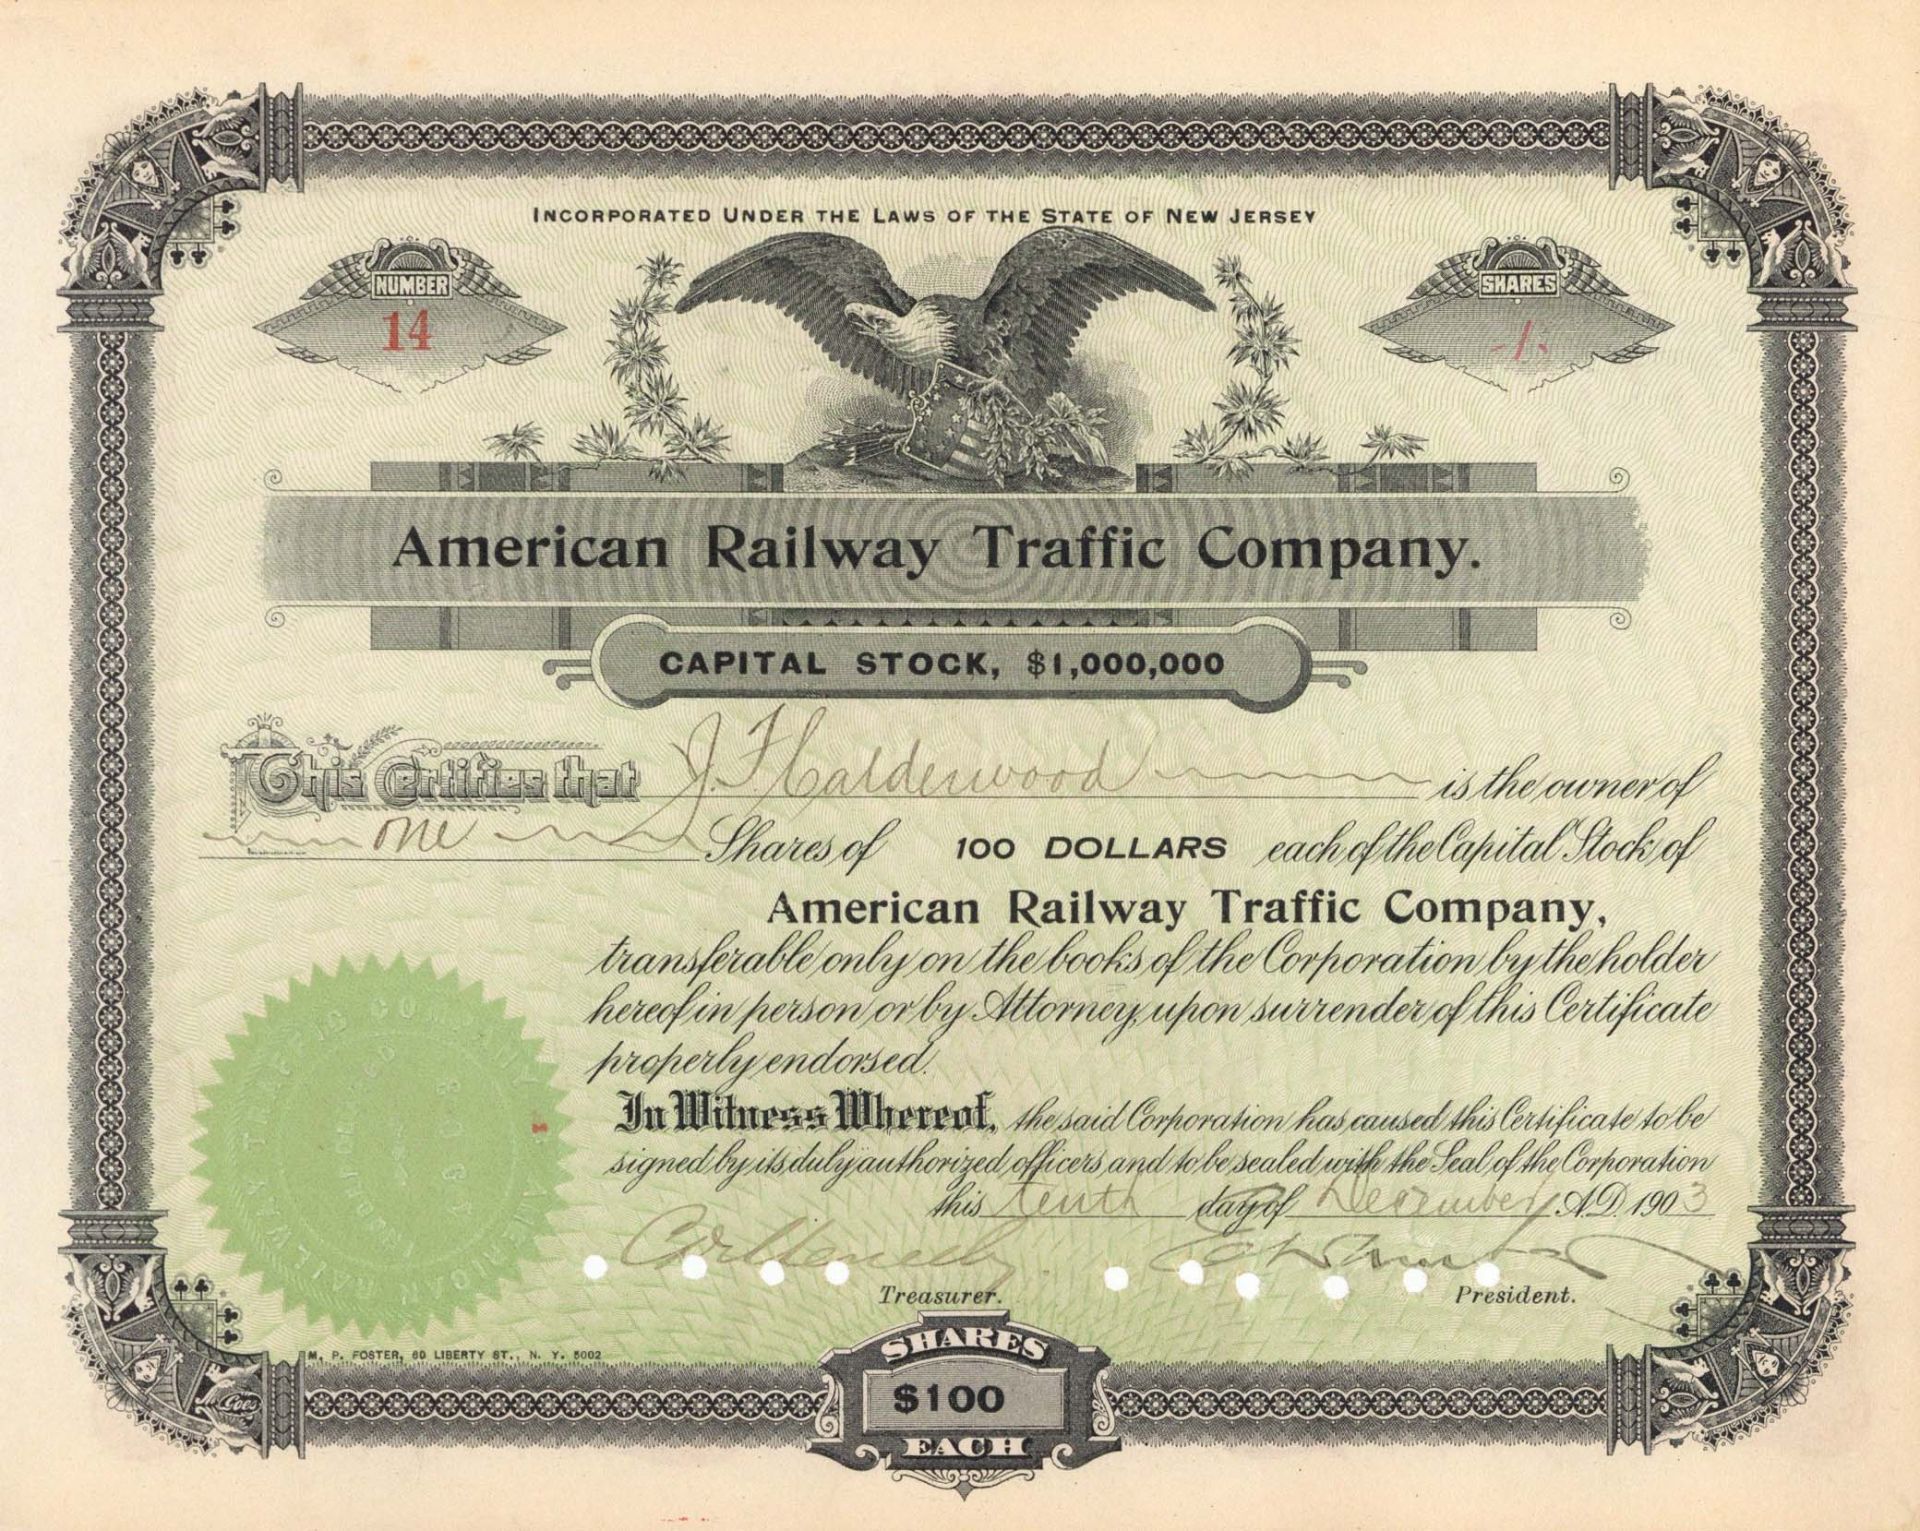 INCORPORATED UNDER THE LAWS OF THE STATE OF NEW JERSEY
NUMBER
14
SHARES
-1-
American Railway Traffic Company.
CAPITAL STOCK, $1,000,000
This Certifies that J. F. Calderwood is the owner of
one Shares of 100 DOLLARS each of the Capital Stock of
American Railway Traffic Company,
transferable only on the books of the Corporation by the holder
hereof in person or by Attorney, upon surrender of this Certificate
properly endorsed.
In Witness Whereof, the said Corporation has caused this Certificate to be
signed by its duly authorized officers and to be sealed with the Seal of the Corporation
this tenth day of December A.D. 1903
Treasurer. President.
M. P. FOSTER, 60 LIBERTY ST., N. Y. 5002
Goes
SHARES
$100
EACH